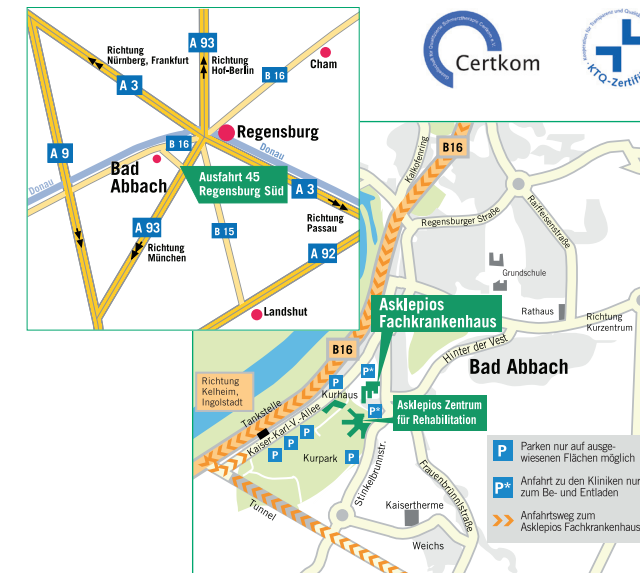 A 93
Richtung
Nürnberg, Frankfurt
Richtung
Hof-Berlin
Cham
B 16
A 3
A 9
B 16
Regensburg
Donau
Bad
Abbach
Donau
Ausfahrt 45
Regensburg Süd
A 3
Richtung
Passau
A 93
Richtung
München
B 15
A 92
Landshut
Certkom
KTQ-Zertifi
B16
Kalkofenring
Regensburger Straße
Raiffeisenstraße
Grundschule
Rathaus
Richtung
Kurzentrum
Asklepios
Fachkrankenhaus
Hinter der Vest
B16
Bad Abbach
Richtung
Kelheim,
Ingolstadt
P
P*
Kurhaus
P*
Tankstelle
Kaiser-Karl-V.-Allee
Asklepios Zentrum
für Rehabilitation
P
P
P
P
Kurpark
Stinkelbrunnstr.
Frauenbrünnlstraße
Tunnel
Kaisertherme
Weichs
P
Parken nur auf ausge-
wiesenen Flächen möglich
P*
Anfahrt zu den Kliniken nur
zum Be- und Entladen
Anfahrtsweg zum
Asklepios Fachkrankenhaus